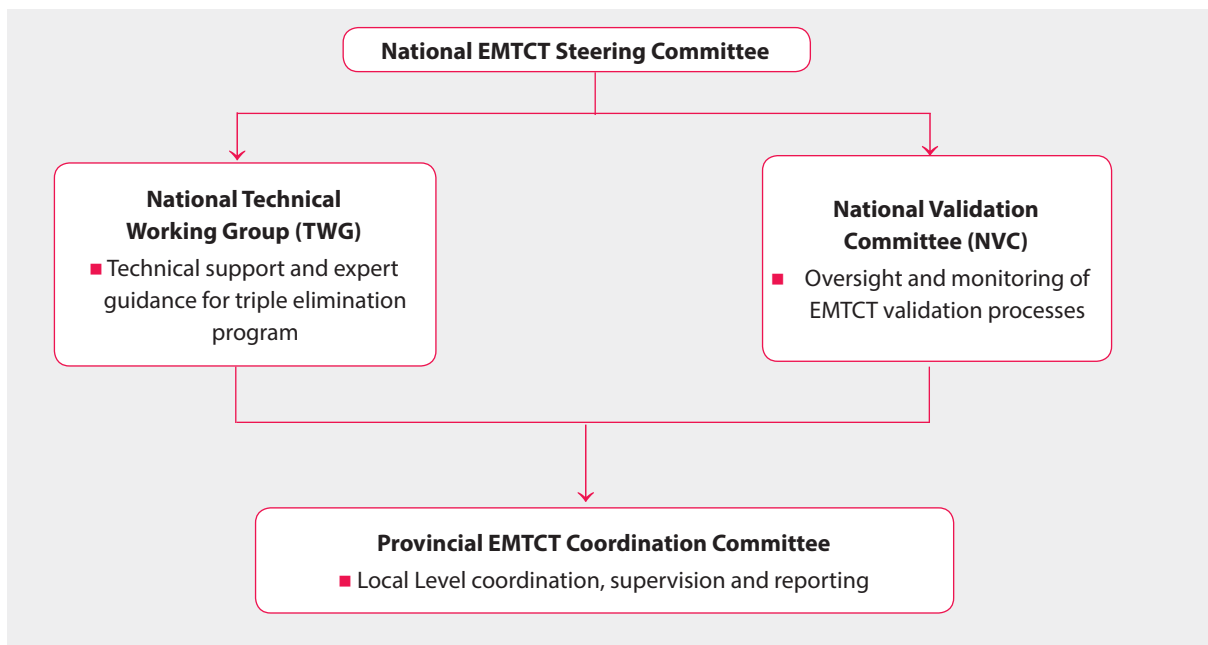 National EMTCT Steering Committee
National Technical
Working Group (TWG)
■ Technical support and expert
guidance for triple elimination
program
National Validation
Committee (NVC)
■ Oversight and monitoring of
EMTCT validation processes
Provincial EMTCT Coordination Committee
■ Local Level coordination, supervision and reporting